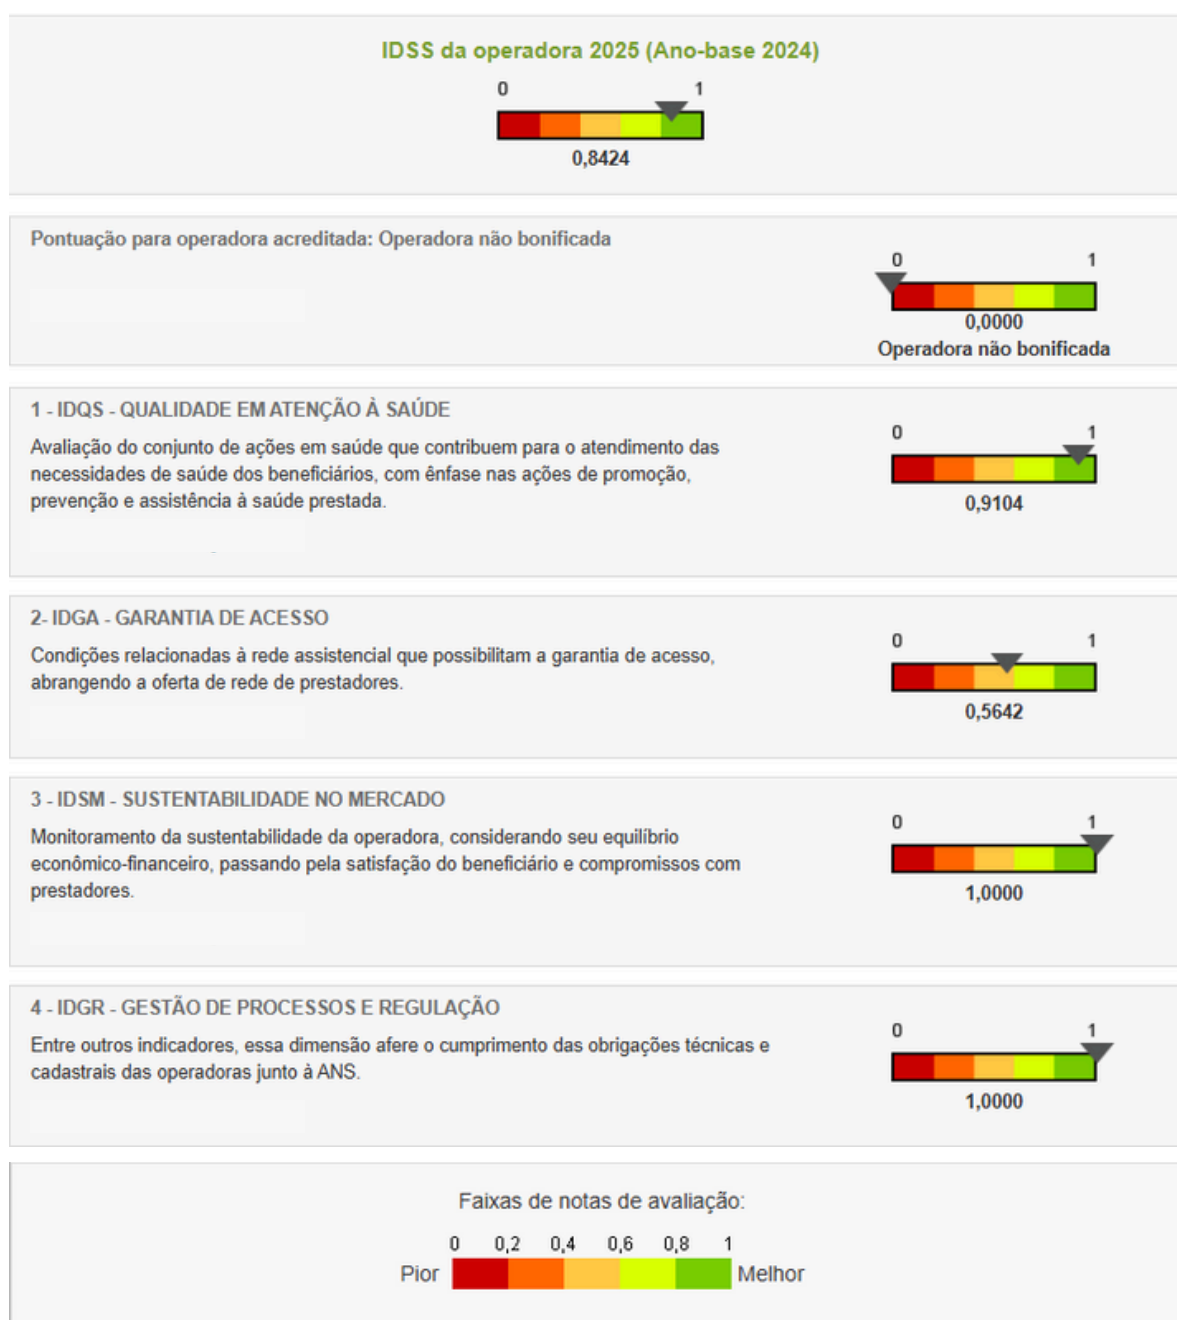 IDSS da operadora 2025 (Ano-base 2024)
0 1
0,8424
Pontuação para operadora acreditada: Operadora não bonificada
0 1
0,0000
Operadora não bonificada
1 - IDQS - QUALIDADE EM ATENÇÃO À SAÚDE
Avaliação do conjunto de ações em saúde que contribuem para o atendimento das
necessidades de saúde dos beneficiários, com ênfase nas ações de promoção,
prevenção e assistência à saúde prestada.
0 1
0,9104
2- IDGA - GARANTIA DE ACESSO
Condições relacionadas à rede assistencial que possibilitam a garantia de acesso,
abrangendo a oferta de rede de prestadores.
0 1
0,5642
3 - IDSM - SUSTENTABILIDADE NO MERCADO
Monitoramento da sustentabilidade da operadora, considerando seu equilíbrio
econômico-financeiro, passando pela satisfação do beneficiário e compromissos com
prestadores.
0 1
1,0000
4 - IDGR - GESTÃO DE PROCESSOS E REGULAÇÃO
Entre outros indicadores, essa dimensão afere o cumprimento das obrigações técnicas e
cadastrais das operadoras junto à ANS.
0 1
1,0000
Faixas de notas de avaliação:
0 0,2 0,4 0,6 0,8 1
Pior Melhor